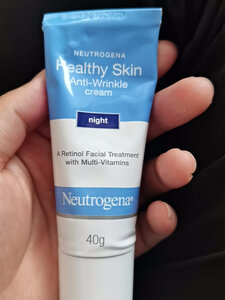 NEUTROGENA
Healthy Skin
Anti-Wrinkle
cream
night
A Retinol Facial Treatment
with Multi-Vitamins
Neutrogena®
40g